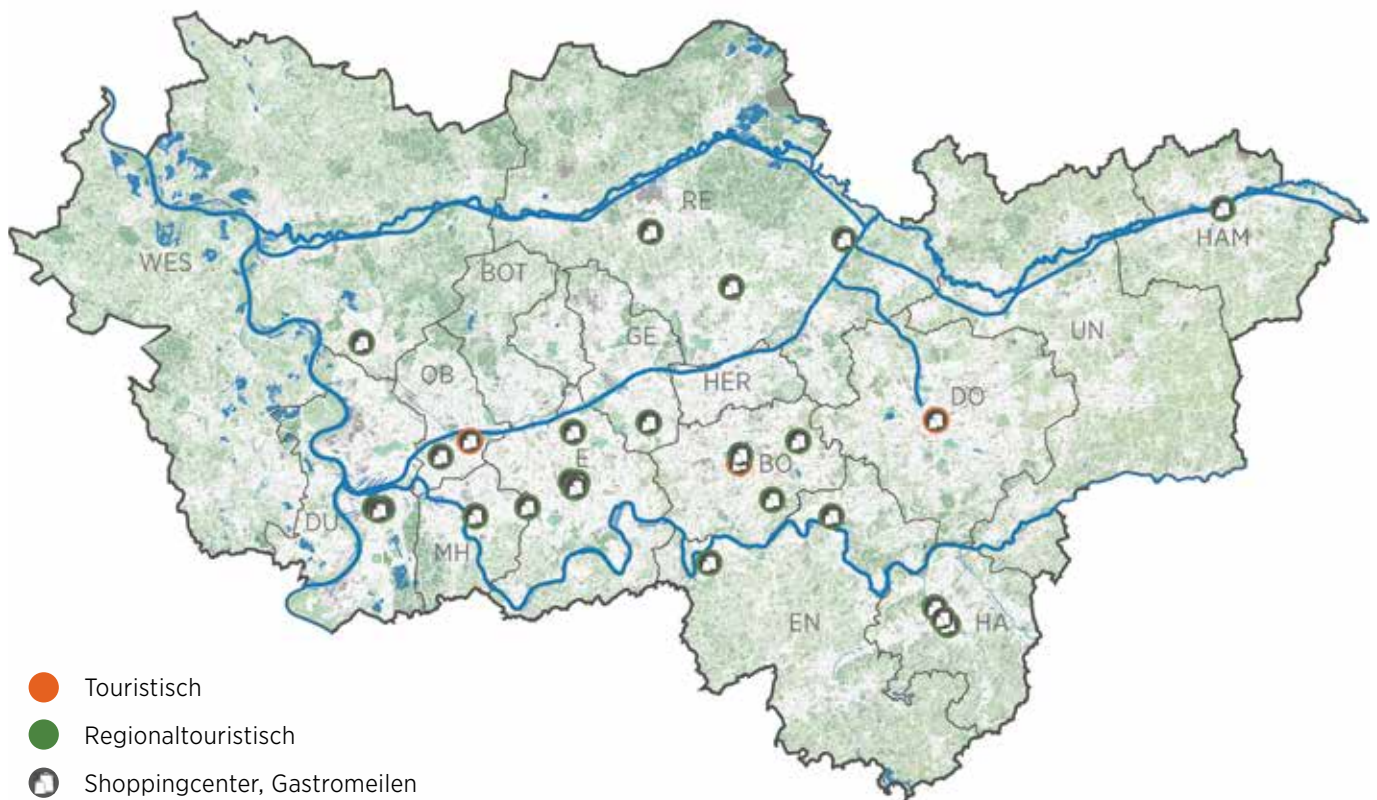 RE
HAM
WES
BOT
UN
GE
OB
HER
DO
E
BO
DU
MH
EN
HA
Touristisch
Regionaltouristisch
Shoppingcenter, Gastromeilen